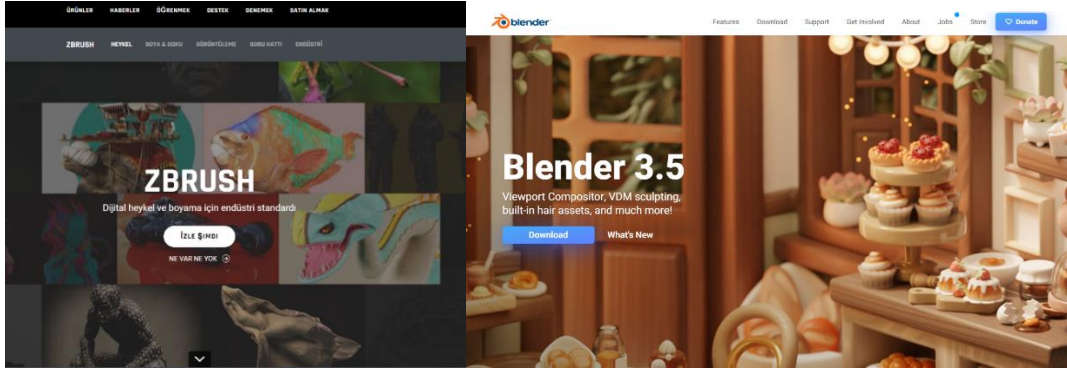 ÜRÜNLER HABERLER ÖĞRENMEK DESTEK DENEMEK SATIN ALMAK
ZBRUSH HEYKEL BOYA & DOKU GÖRÜNTÜLEME BORU HATTI ENDÜSTRİ
ZBRUSH
Dijital heykel ve boyama için endüstri standardı
İZLE ŞIMDI
NE VAR NE YOK
blender
Features Download Support Get Involved About Jobs Store Donate
Blender 3.5
Viewport Compositor, VDM sculpting,
built-in hair assets, and much more!
Download What's New